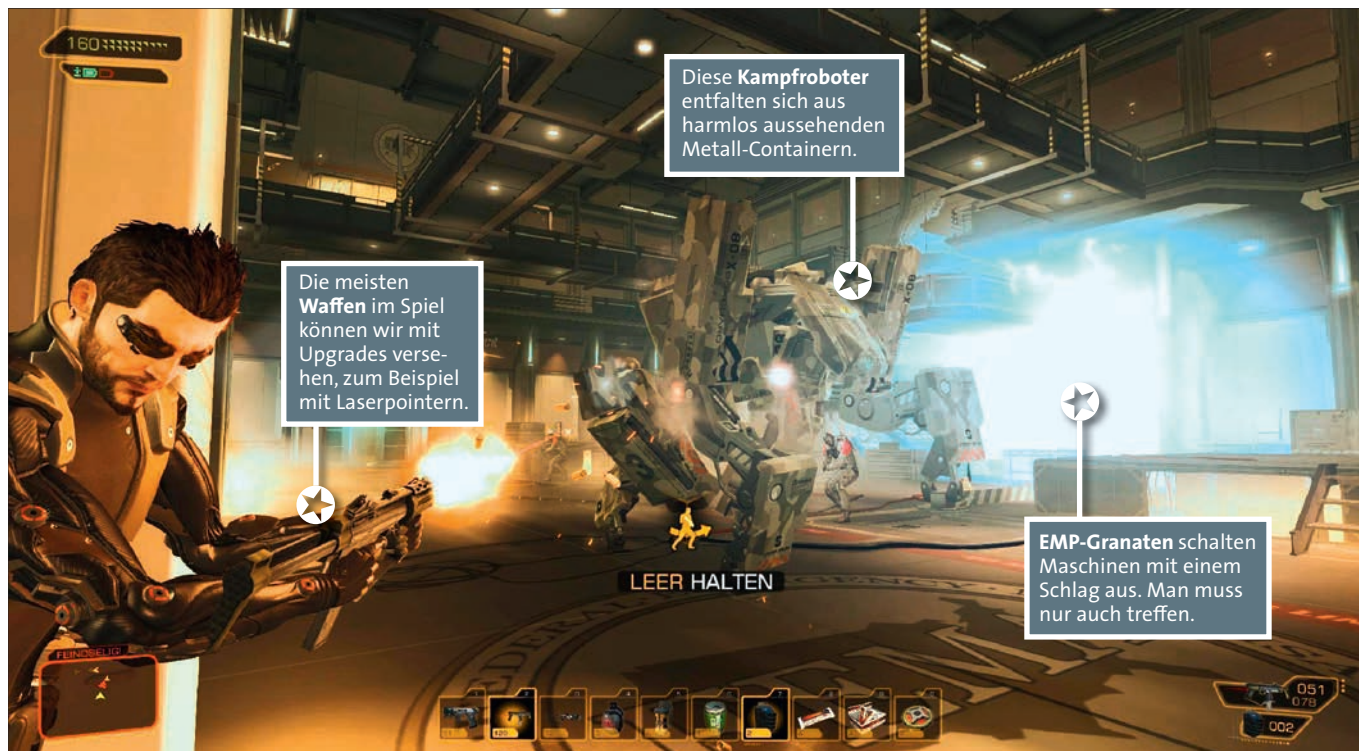 160
Diese Kampfroboter
entfalten sich aus
harmlos aussehenden
Metall-Containern.
Die meisten
Waffen im Spiel
können wir mit
Upgrades verse-
hen, zum Beispiel
mit Laserpointern.
X-08
X-08
EMP-Granaten schalten
Maschinen mit einem
Schlag aus. Man muss
nur auch treffen.
LEER HALTEN
FEINDSELIG!
051
078
002